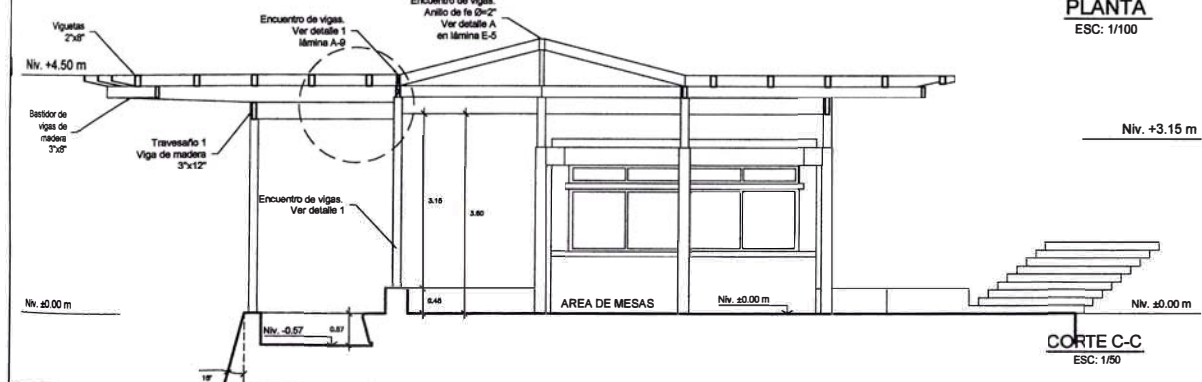 PLANTA
ESC: 1/100
Encuentro de vigas.
Anillo de fe Ø=2"
Ver detalle A
en lámina E-5
Encuentro de vigas.
Ver detalle 1
lámina A-9
Viguetas
2"x8"
Niv. +4.50 m
Bastidor de
vigas de
madera
3"x8"
Travesaño 1
Viga de madera
3"x12"
Niv. +3.15 m
Encuentro de vigas.
Ver detalle 1
3.15
3.60
0.45
AREA DE MESAS
Niv. ±0.00 m
Niv. ±0.00 m
Niv. ±0.00 m
Niv. -0.57
0.57
CORTE C-C
ESC: 1/50